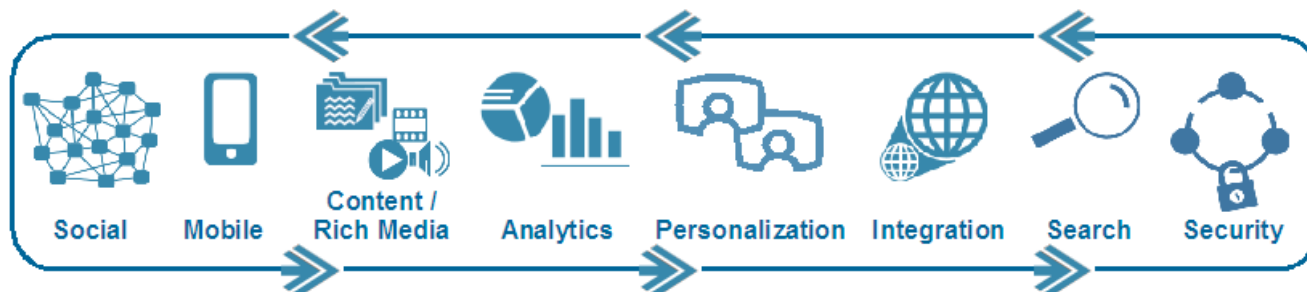 Social
Mobile
Content /
Rich Media
Analytics
Personalization
Integration
Search
Security